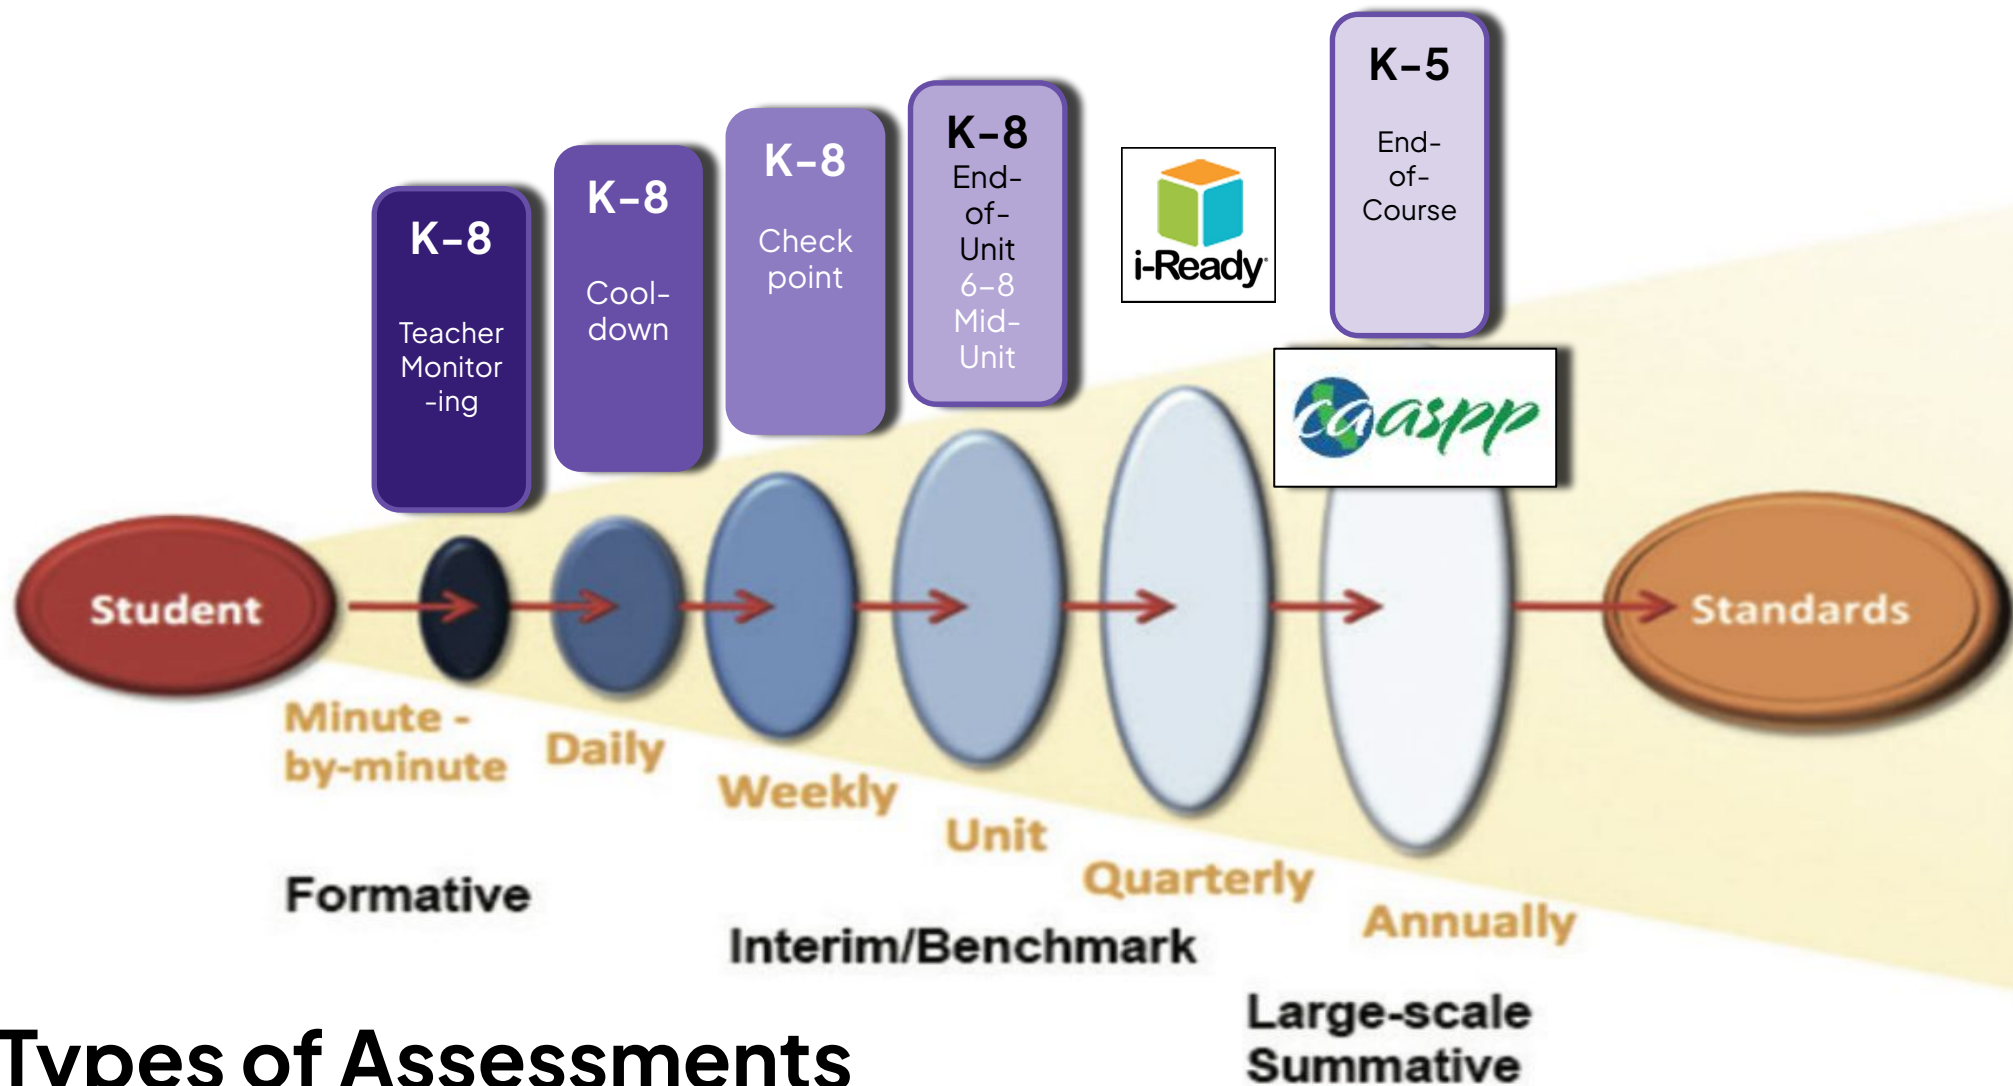 K-8
Teacher
Monitor
-ing
K-8
Cool-
down
K-8
Check
point
K-8
End-
of-
Unit
6-8
Mid-
Unit
i-Ready
K-5
End-
of-
Course
caaspp
Student
Standards
Minute -
by-minute
Daily
Weekly
Unit
Quarterly
Annually
Formative
Interim/Benchmark
Large-scale
Summative
Types of Assessments